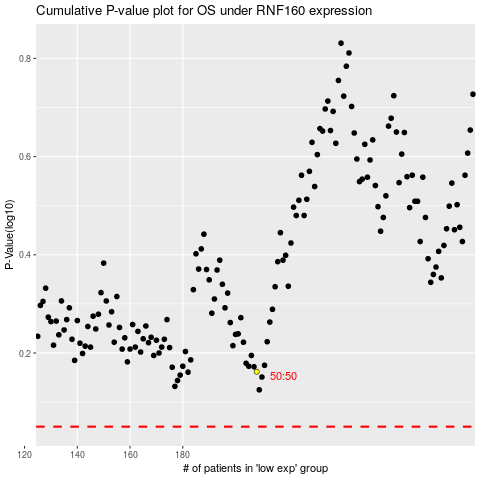 Cumulative P-value plot for OS under RNF160 expression
P-Value(log10)
0.8
0.6
0.4
0.2
50:50
120 140 160 180
# of patients in 'low exp' group